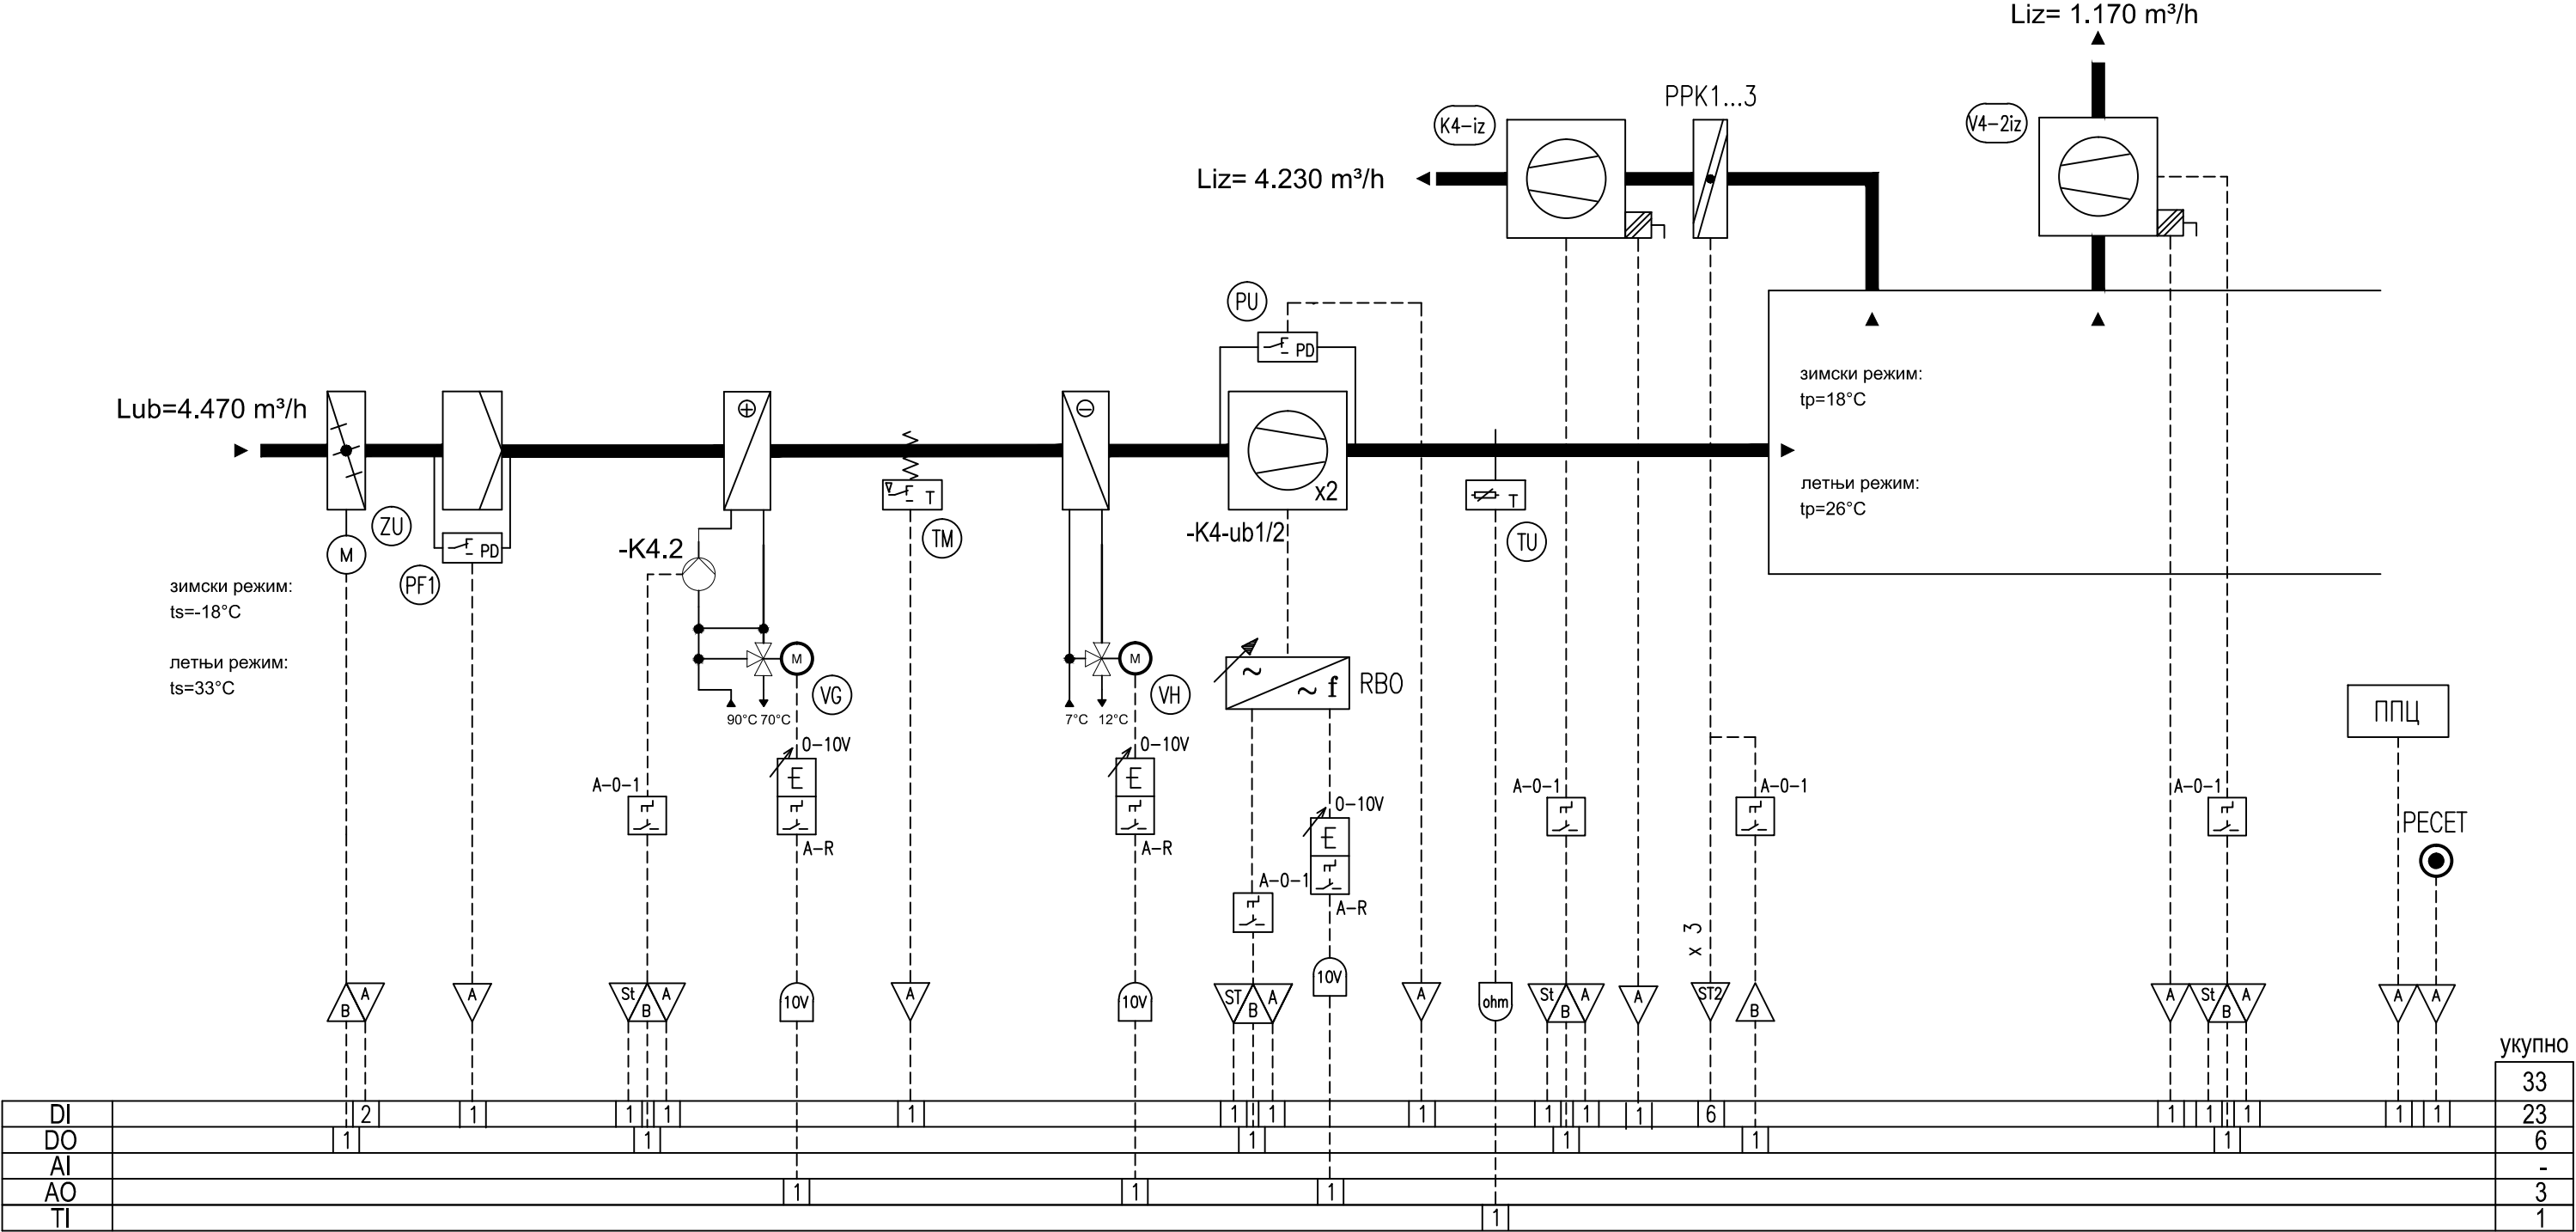 Liz= 1.170 m³/h
PPK1...3
K4-iz
V4-2iz
Liz= 4.230 m³/h
PU
PD
зимски режим:
tp=18°C
летњи режим:
tp=26°C
Lub=4.470 m³/h
x2
T
T
ZU
M
PD
PF1
-K4.2
TM
-K4-ub1/2
TU
зимски режим:
ts=-18°C
летњи режим:
ts=33°C
M
VG
90°C 70°C
M
VH
7°C 12°C
~
~ f
RBO
ППЦ
0-10V
E
A-R
0-10V
E
A-R
A-0-1
A-0-1
A-0-1
A-0-1
0-10V
E
A-R
A-0-1
РЕСЕТ
x 3
B A
A
St B A
10V
A
10V
ST B A
10V
A
ohm
St B A
A
ST2
B
A St B A
A A
укупно
33
DI 2 1 1 1 1 1 1 1 1 1 1 6 1 1 1 1 1 23
DO 1 1 1 1 1 1 6
AI -
AO 1 1 1 3
TI 1 1